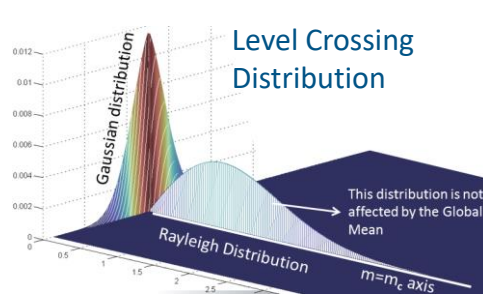 Level Crossing
Distribution
0.012
0.01
0.008
0.006
0.004
0.002
0
Gaussian distribution
0
0.5
1
1.5
2
2.5
Rayleigh Distribution
m=mc axis
This distribution is not
affected by the Global
Mean